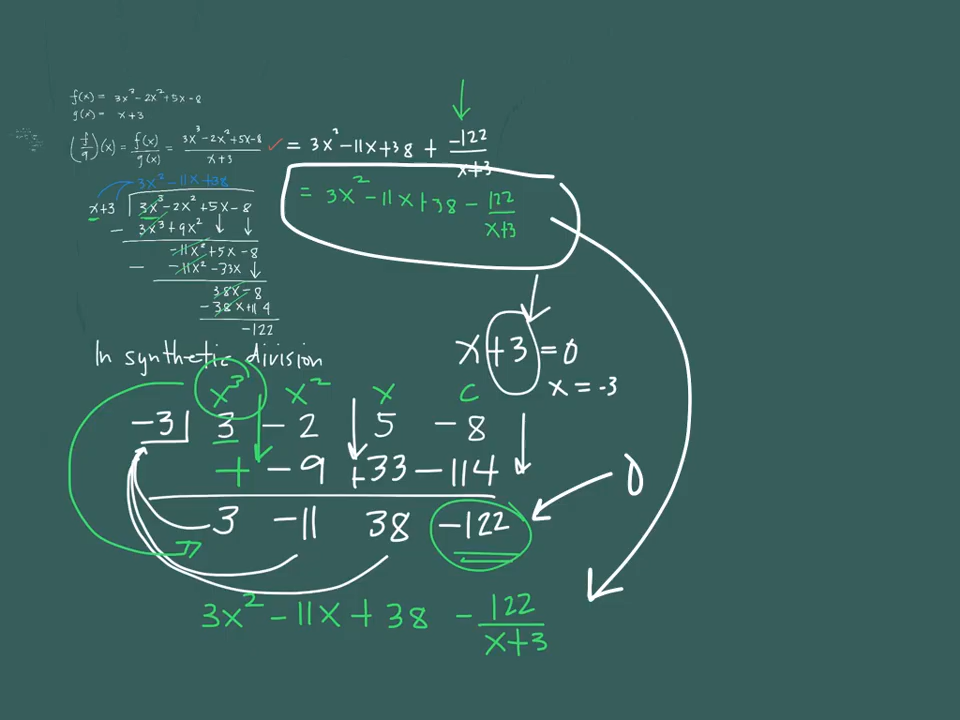 f(x) = 3x³-2x²+5x-8
g(x) = x+3
(f/g)(x) = f(x)/g(x) = 3x³-2x²+5x-8/x+3 ✓ = 3x²-11x+38 + -122/x+3
= 3x²-11x+38 - 122/x+3
3x²-11x+38
x+3 | 3x³-2x²+5x-8
- 3x³+9x²
-11x²+5x-8
- -11x²-33x
38x-8
- 38x+114
-122
In synthetic division
x+3 = 0
x = -3
x³ x² x C
-3 | 3 -2 5 -8
+ -9 +33 -114
0
3 -11 38 -122
3x² - 11x + 38 - 122/x+3